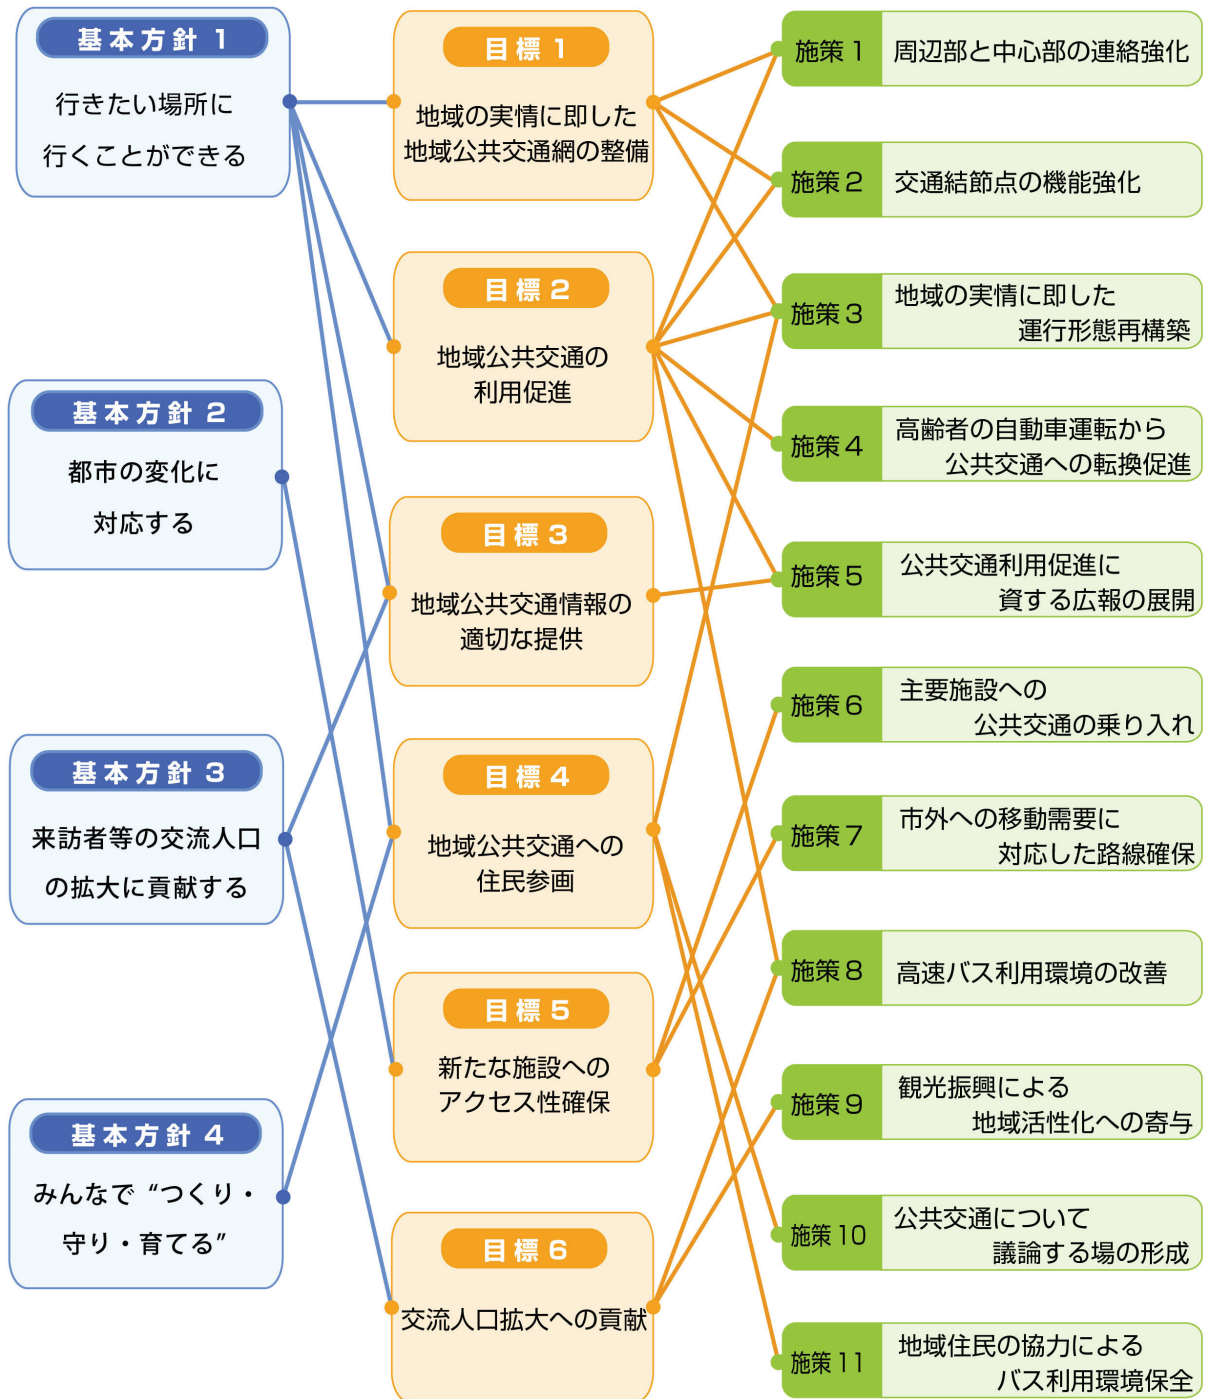 基本方針 1
行きたい場所に
行くことができる
基本方針 2
都市の変化に
対応する
基本方針 3
来訪者等の交流人口
の拡大に貢献する
基本方針 4
みんなで “つくり・
守り・育てる”
目標 1
地域の実情に即した
地域公共交通網の整備
目標 2
地域公共交通の
利用促進
目標 3
地域公共交通情報の
適切な提供
目標 4
地域公共交通への
住民参画
目標 5
新たな施設への
アクセス性確保
目標 6
交流人口拡大への貢献
施策1 周辺部と中心部の連絡強化
施策2 交通結節点の機能強化
施策3 地域の実情に即した
運行形態再構築
施策4 高齢者の自動車運転から
公共交通への転換促進
施策5 公共交通利用促進に
資する広報の展開
施策6 主要施設への
公共交通の乗り入れ
施策7 市外への移動需要に
対応した路線確保
施策8 高速バス利用環境の改善
施策9 観光振興による
地域活性化への寄与
施策10 公共交通について
議論する場の形成
施策11 地域住民の協力による
バス利用環境保全